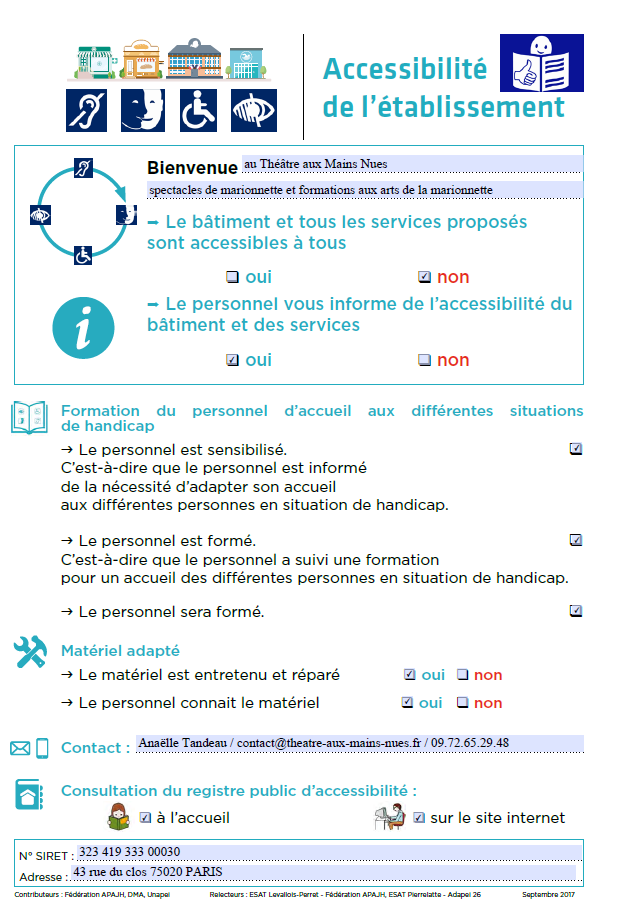 Accessibilité
de l'établissement
Bienvenue au Théâtre aux Mains Nues
spectacles de marionnette et formations aux arts de la marionnette
➡ Le bâtiment et tous les services proposés
sont accessibles à tous
☐ oui ☑ non
➡ Le personnel vous informe de l'accessibilité du
bâtiment et des services
☑ oui ☐ non
Formation du personnel d'accueil aux différentes situations
de handicap
→ Le personnel est sensibilisé. ☑
C'est-à-dire que le personnel est informé
de la nécessité d'adapter son accueil
aux différentes personnes en situation de handicap.
→ Le personnel est formé. ☑
C'est-à-dire que le personnel a suivi une formation
pour un accueil des différentes personnes en situation de handicap.
→ Le personnel sera formé. ☑
Matériel adapté
→ Le matériel est entretenu et réparé ☑ oui ☐ non
→ Le personnel connait le matériel ☑ oui ☐ non
Contact : Anaëlle Tandeau / contact@theatre-aux-mains-nues.fr / 09.72.65.29.48
Consultation du registre public d'accessibilité :
☑ à l'accueil ☑ sur le site internet
N° SIRET : 323 419 333 00030
Adresse : 43 rue du clos 75020 PARIS
Contributeurs : Fédération APAJH, DMA, Unapei Relecteurs : ESAT Levallois-Perret - Fédération APAJH, ESAT Pierrelatte - Adapei 26 Septembre 2017